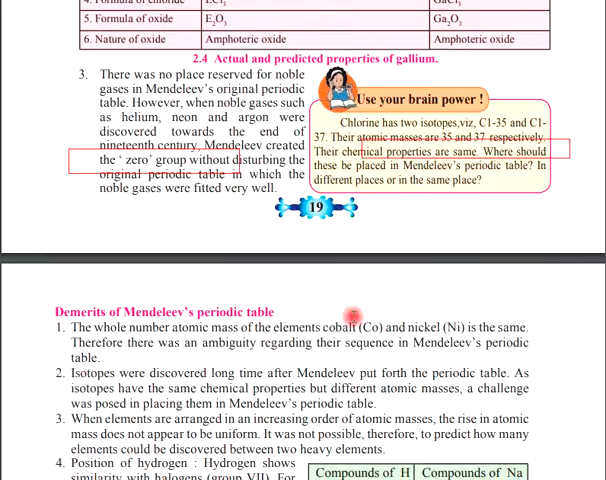 4. Formula of chloride ECl3 GaCl3
5. Formula of oxide E2O3 Ga2O3
6. Nature of oxide Amphoteric oxide Amphoteric oxide
2.4 Actual and predicted properties of gallium.
3. There was no place reserved for noble
gases in Mendeleev's original periodic
table. However, when noble gases such
as helium, neon and argon were
discovered towards the end of
nineteenth century, Mendeleev created
the ‘ zero’ group without disturbing the
original periodic table in which the
noble gases were fitted very well.
Use your brain power !
Chlorine has two isotopes,viz, C1-35 and C1-
37. Their atomic masses are 35 and 37 respectively.
Their chemical properties are same. Where should
these be placed in Mendeleev's periodic table? In
different places or in the same place?
19
Demerits of Mendeleev's periodic table
1. The whole number atomic mass of the elements cobalt (Co) and nickel (Ni) is the same.
Therefore there was an ambiguity regarding their sequence in Mendeleev's periodic
table.
2. Isotopes were discovered long time after Mendeleev put forth the periodic table. As
isotopes have the same chemical properties but different atomic masses, a challenge
was posed in placing them in Mendeleev's periodic table.
3. When elements are arranged in an increasing order of atomic masses, the rise in atomic
mass does not appear to be uniform. It was not possible, therefore, to predict how many
elements could be discovered between two heavy elements.
4. Position of hydrogen : Hydrogen shows
similarity with halogens (group VII). For
Compounds of H Compounds of Na